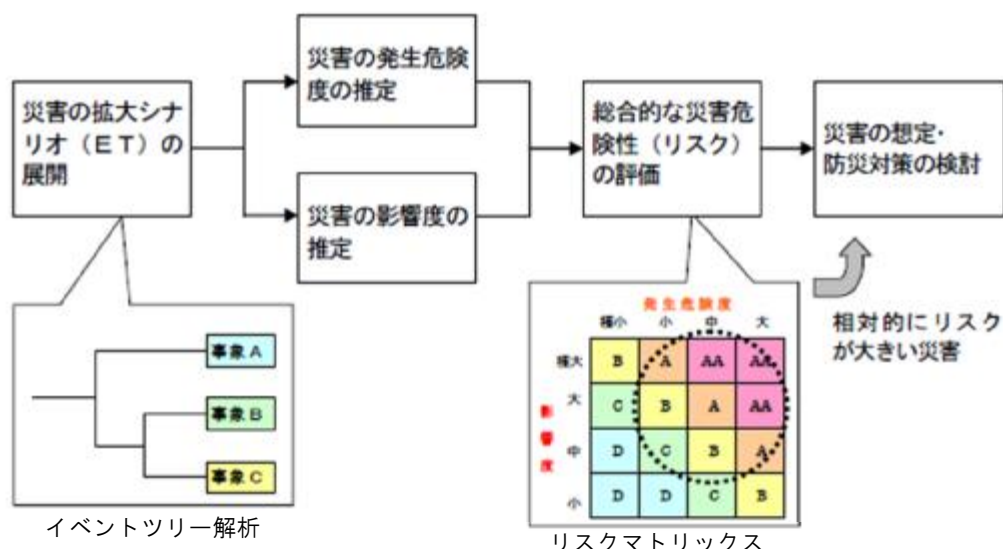 災害の拡大シナ
リオ(ET)の
展開
災害の発生危険
度の推定
災害の影響度の
推定
総合的な災害危
険性(リスク)
の評価
災害の想定・
防災対策の検討
相対的にリスク
が大きい災害
事象A
事象B
事象C
イベントツリー解析
発生危険度
極小 小 中 大
影響度
極大 B A AA AA
大 C B A AA
中 D C B A
小 D D C B
リスクマトリックス